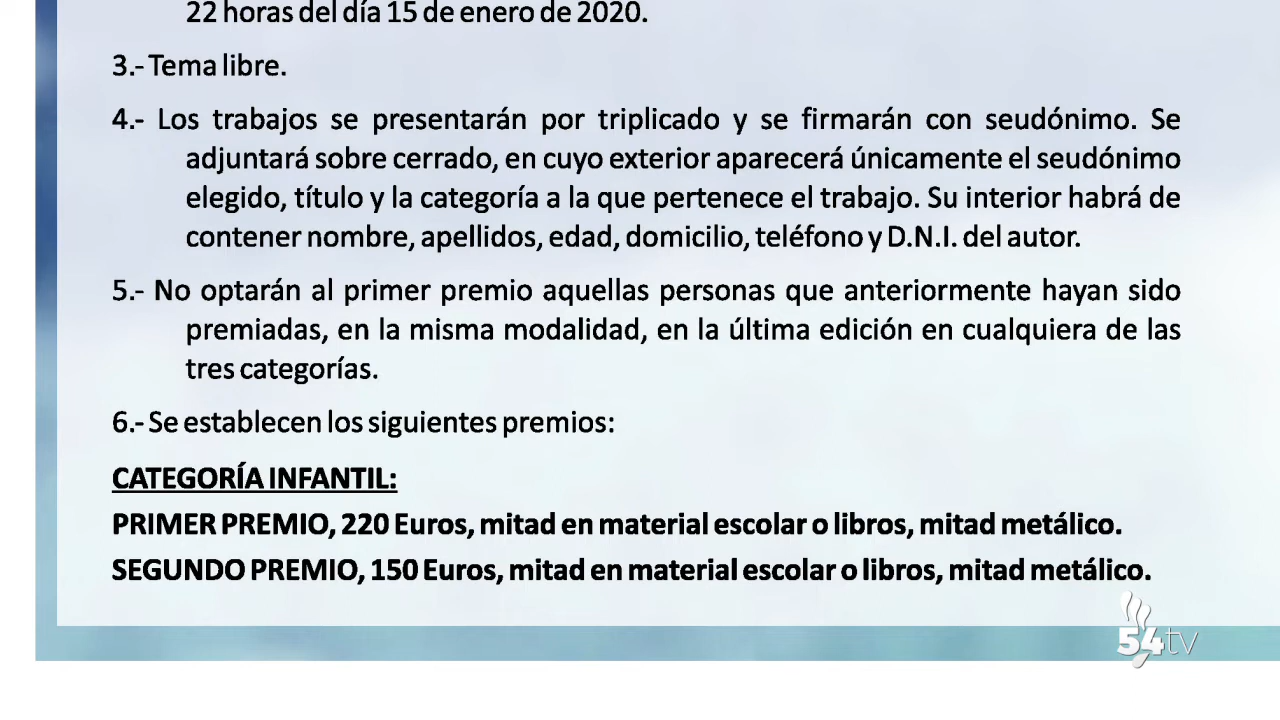 22 horas del día 15 de enero de 2020.
3.- Tema libre.
4.- Los trabajos se presentarán por triplicado y se firmarán con seudónimo. Se
adjuntará sobre cerrado, en cuyo exterior aparecerá únicamente el seudónimo
elegido, título y la categoría a la que pertenece el trabajo. Su interior habrá de
contener nombre, apellidos, edad, domicilio, teléfono y D.N.I. del autor.
5.- No optarán al primer premio aquellas personas que anteriormente hayan sido
premiadas, en la misma modalidad, en la última edición en cualquiera de las
tres categorías.
6.- Se establecen los siguientes premios:
CATEGORÍA INFANTIL:
PRIMER PREMIO, 220 Euros, mitad en material escolar o libros, mitad metálico.
SEGUNDO PREMIO, 150 Euros, mitad en material escolar o libros, mitad metálico.
54tv